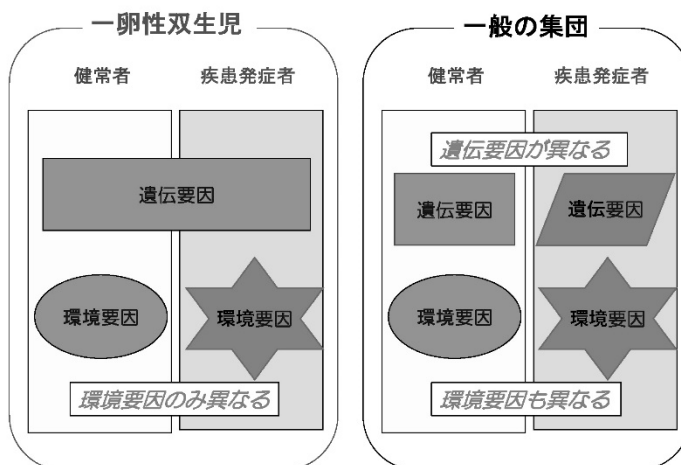 一卵性双生児
健常者
疾患発症者
遺伝要因
環境要因
環境要因
環境要因のみ異なる
一般の集団
健常者
疾患発症者
遺伝要因が異なる
遺伝要因
遺伝要因
環境要因
環境要因
環境要因も異なる